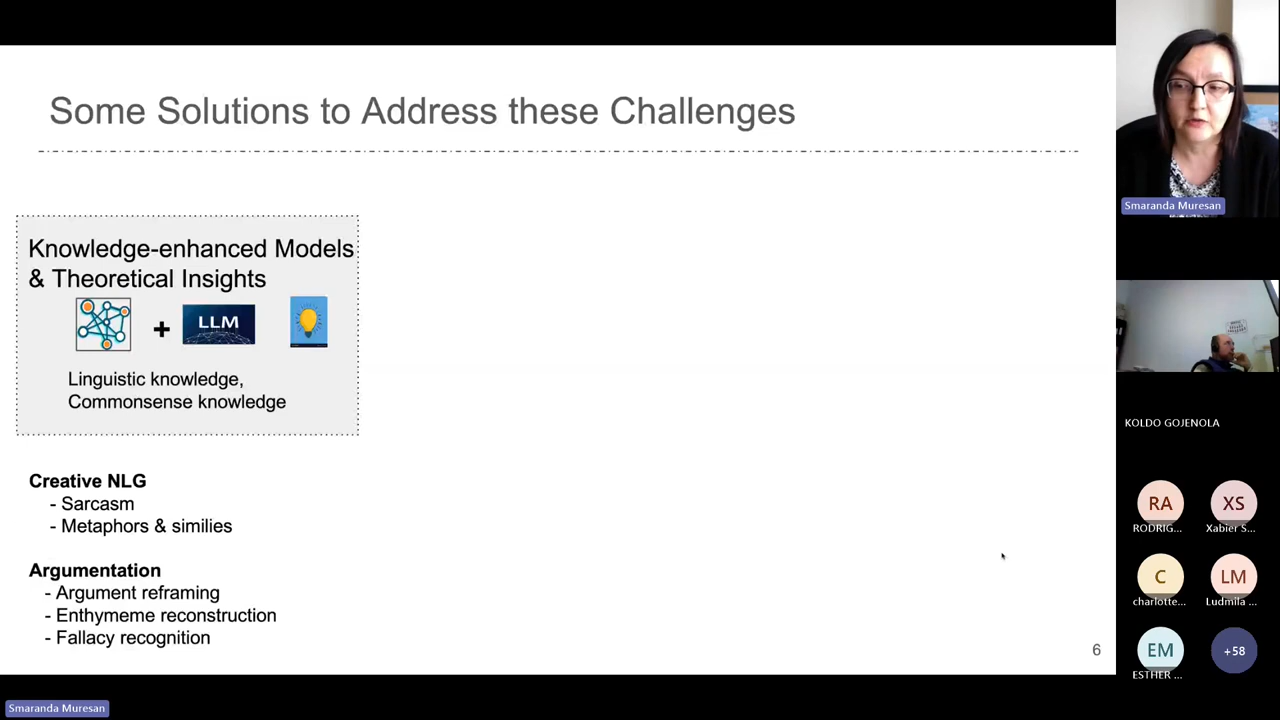 Some Solutions to Address these Challenges
Knowledge-enhanced Models
& Theoretical Insights
+
LLM
Linguistic knowledge,
Commonsense knowledge
Creative NLG
- Sarcasm
- Metaphors & similies
Argumentation
- Argument reframing
- Enthymeme reconstruction
- Fallacy recognition
6
Smaranda Muresan
KOLDO GOJENOLA
RA
XS
RODRIG...
Xabier S...
C
LM
charlotte...
Ludmila ...
EM
+58
ESTHER ...
Smaranda Muresan